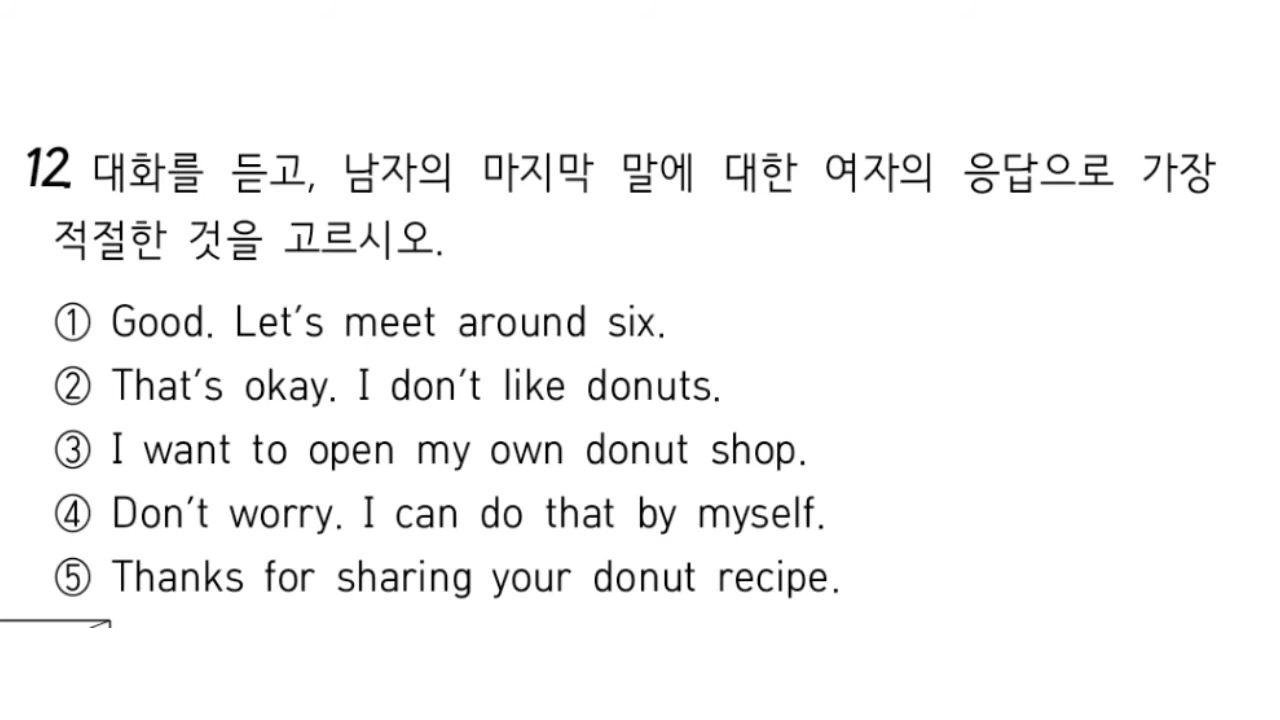 12 대화를 듣고, 남자의 마지막 말에 대한 여자의 응답으로 가장
적절한 것을 고르시오.
① Good. Let's meet around six.
② That's okay. I don't like donuts.
③ I want to open my own donut shop.
④ Don't worry. I can do that by myself.
⑤ Thanks for sharing your donut recipe.